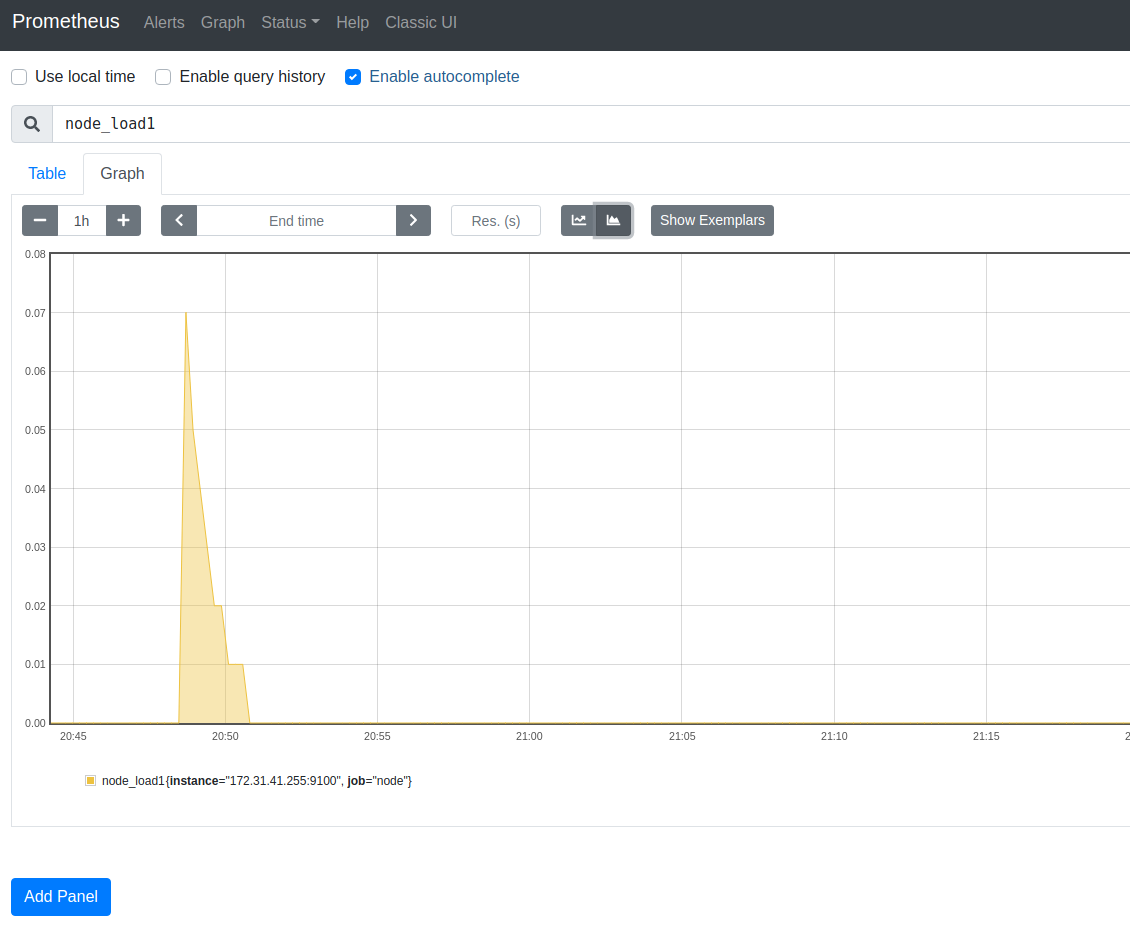 Prometheus Alerts Graph Status Help Classic UI
Use local time Enable query history Enable autocomplete
node_load1
Table Graph
1h End time Res. (s) Show Exemplars
0.08
0.07
0.06
0.05
0.04
0.03
0.02
0.01
0.00
20:45 20:50 20:55 21:00 21:05 21:10 21:15 2
node_load1{instance="172.31.41.255:9100", job="node"}
Add Panel